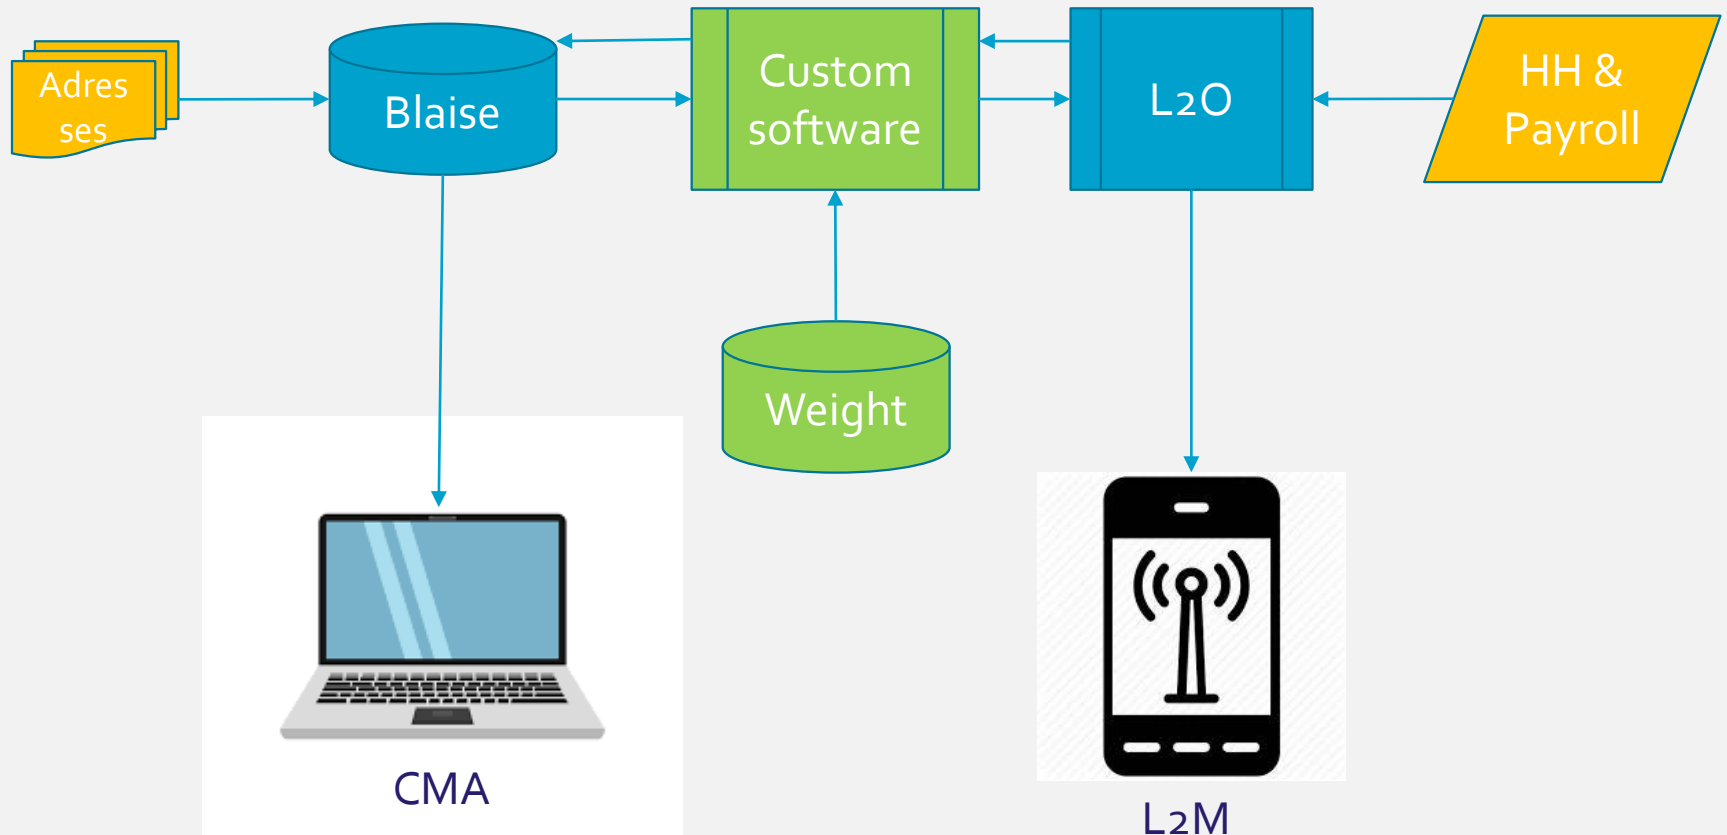 Adres
ses
Blaise
Custom
software
L2O
HH &
Payroll
Weight
CMA
L2M